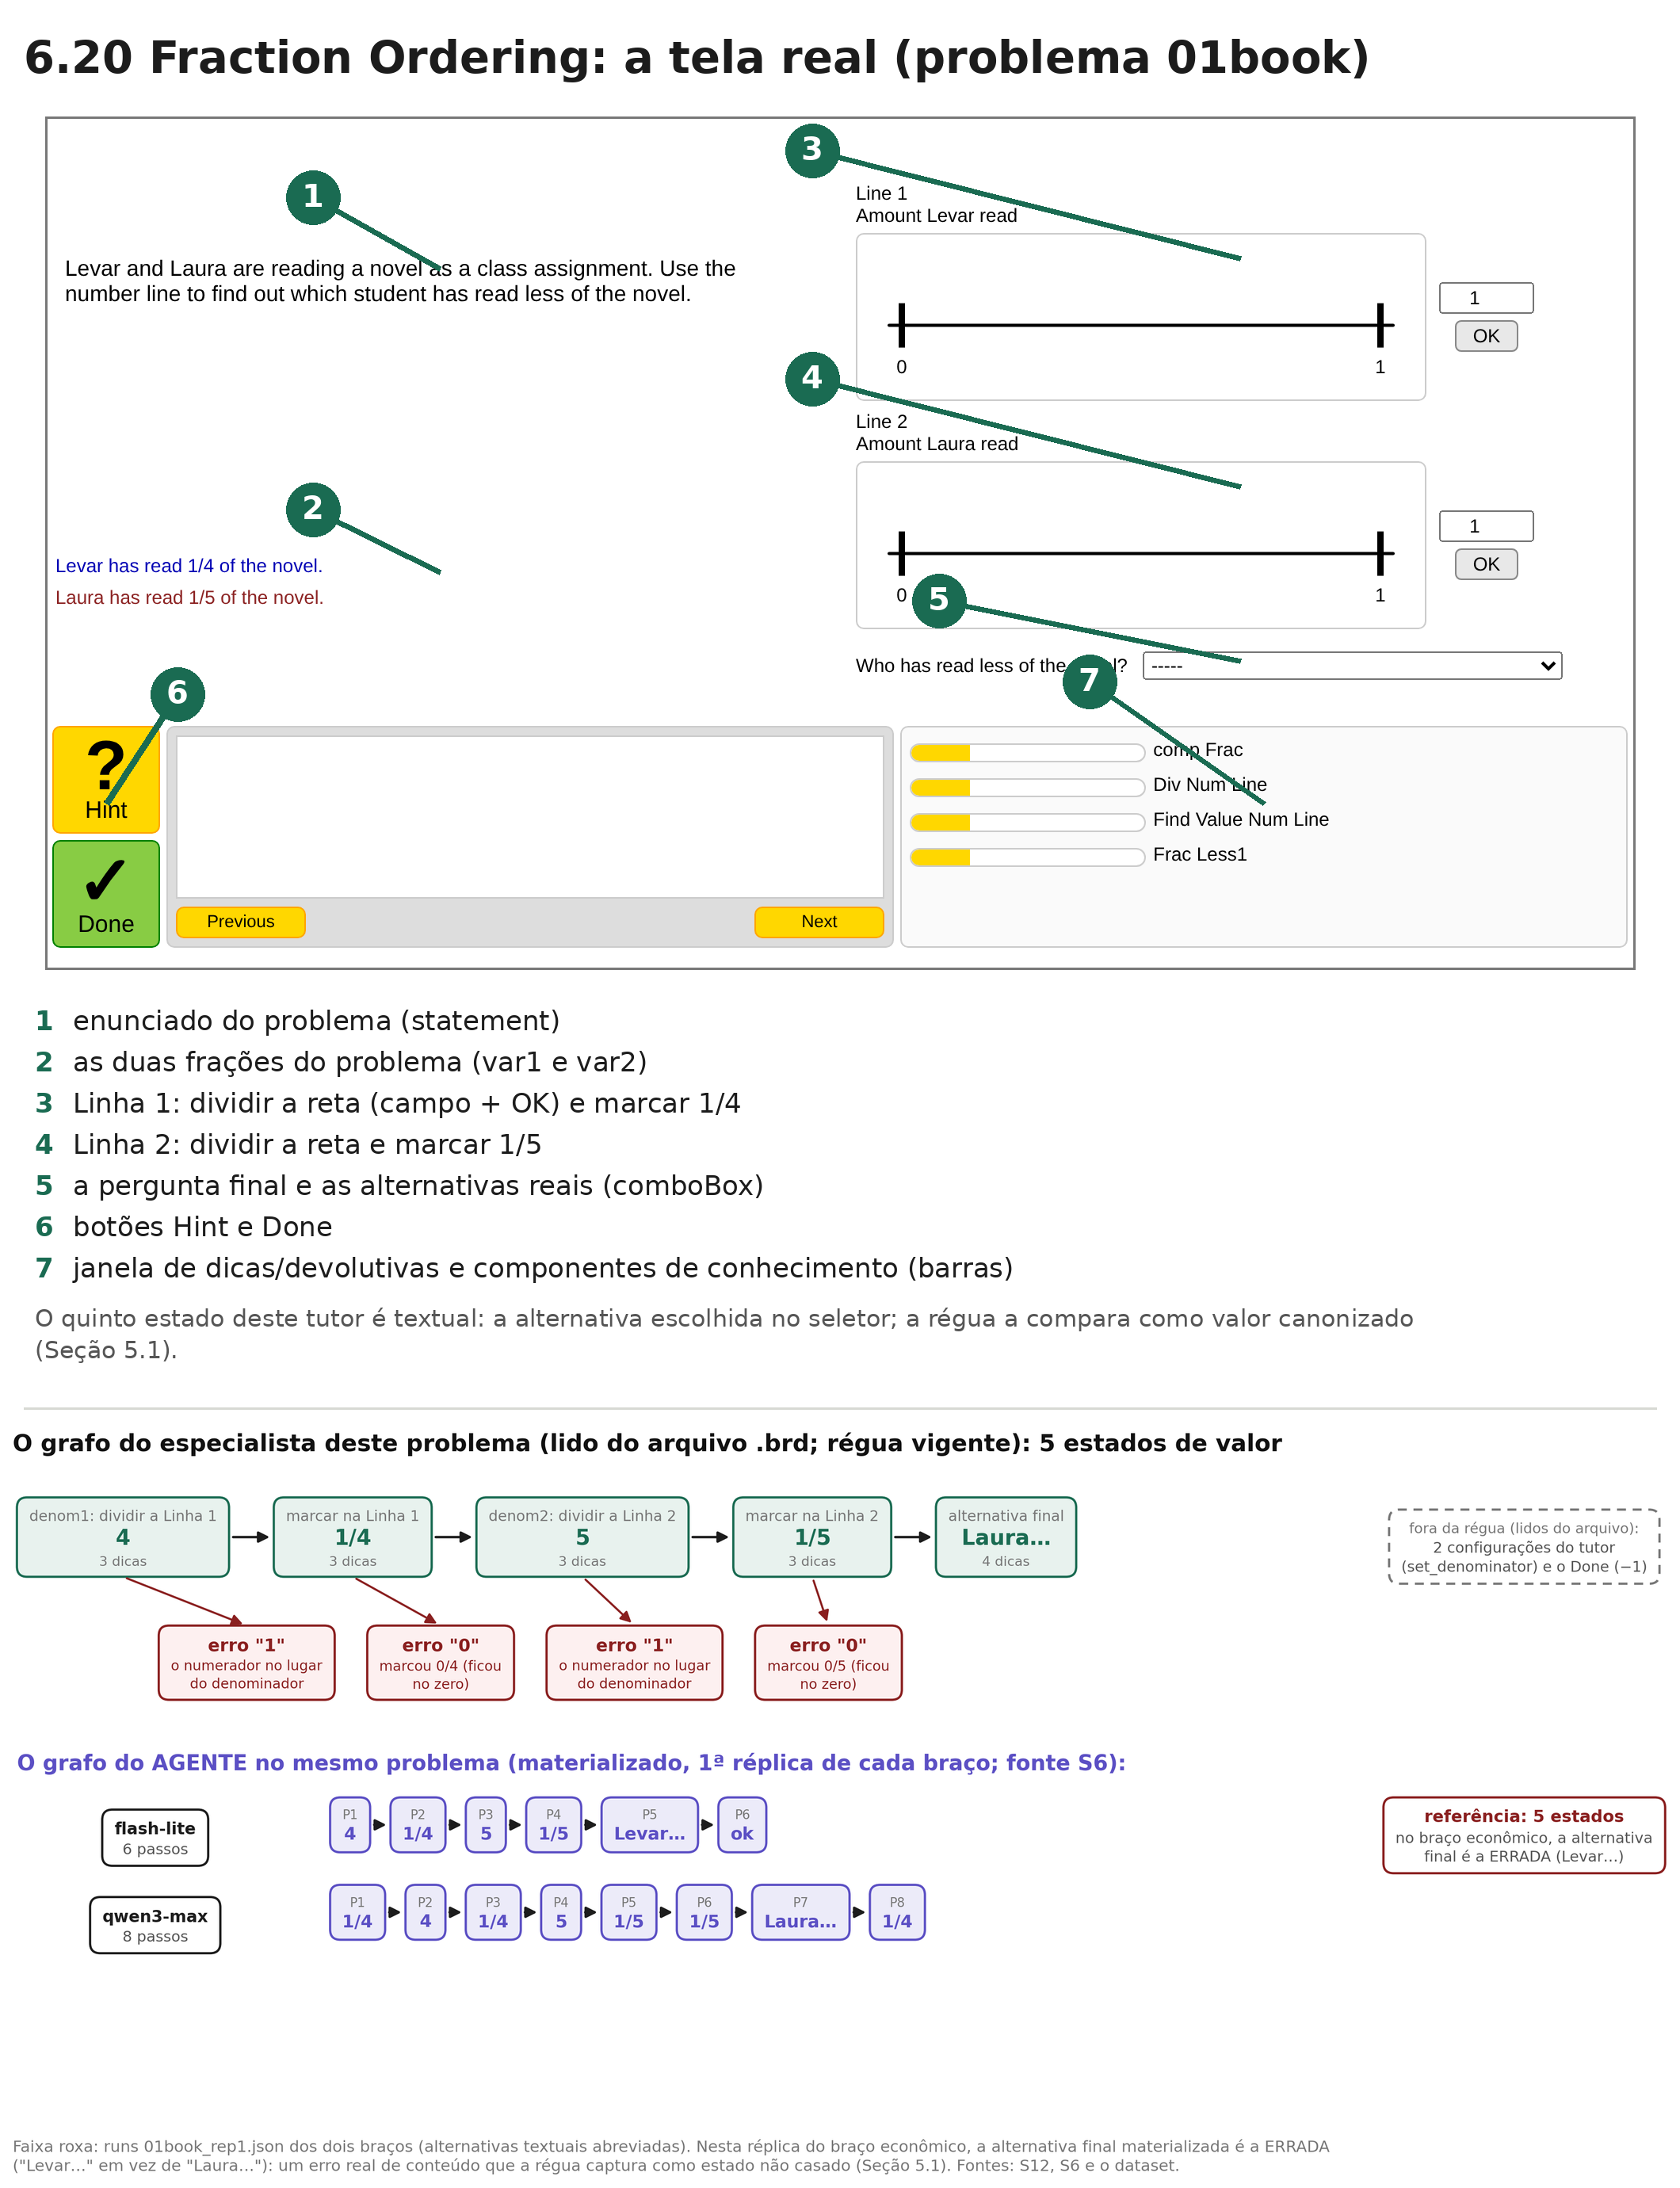 6.20 Fraction Ordering: a tela real (problema 01book)
1
3
Line 1
Amount Levar read
Levar and Laura are reading a novel as a class assignment. Use the
number line to find out which student has read less of the novel.
1
OK
0
1
4
Line 2
Amount Laura read
2
1
OK
Levar has read 1/4 of the novel.
Laura has read 1/5 of the novel.
0
1
5
Who has read less of the l?
-----
7
6
?
Hint
✓
Done
Previous
Next
comp Frac
Div Num Line
Find Value Num Line
Frac Less1
1 enunciado do problema (statement)
2 as duas frações do problema (var1 e var2)
3 Linha 1: dividir a reta (campo + OK) e marcar 1/4
4 Linha 2: dividir a reta e marcar 1/5
5 a pergunta final e as alternativas reais (comboBox)
6 botões Hint e Done
7 janela de dicas/devolutivas e componentes de conhecimento (barras)
O quinto estado deste tutor é textual: a alternativa escolhida no seletor; a régua a compara como valor canonizado
(Seção 5.1).
O grafo do especialista deste problema (lido do arquivo .brd; régua vigente): 5 estados de valor
denom1: dividir a Linha 1
4
3 dicas
marcar na Linha 1
1/4
3 dicas
denom2: dividir a Linha 2
5
3 dicas
marcar na Linha 2
1/5
3 dicas
alternativa final
Laura...
4 dicas
fora da régua (lidos do arquivo):
2 configurações do tutor
(set_denominator) e o Done (−1)
erro "1"
o numerador no lugar
do denominador
erro "0"
marcou 0/4 (ficou
no zero)
erro "1"
o numerador no lugar
do denominador
erro "0"
marcou 0/5 (ficou
no zero)
O grafo do AGENTE no mesmo problema (materializado, 1ª réplica de cada braço; fonte S6):
flash-lite
6 passos
P1
4
P2
1/4
P3
5
P4
1/5
P5
Levar...
P6
ok
referência: 5 estados
no braço econômico, a alternativa
final é a ERRADA (Levar...)
qwen3-max
8 passos
P1
1/4
P2
4
P3
1/4
P4
5
P5
1/5
P6
1/5
P7
Laura...
P8
1/4
Faixa roxa: runs 01book_rep1.json dos dois braços (alternativas textuais abreviadas). Nesta réplica do braço econômico, a alternativa final materializada é a ERRADA
("Levar..." em vez de "Laura..."): um erro real de conteúdo que a régua captura como estado não casado (Seção 5.1). Fontes: S12, S6 e o dataset.